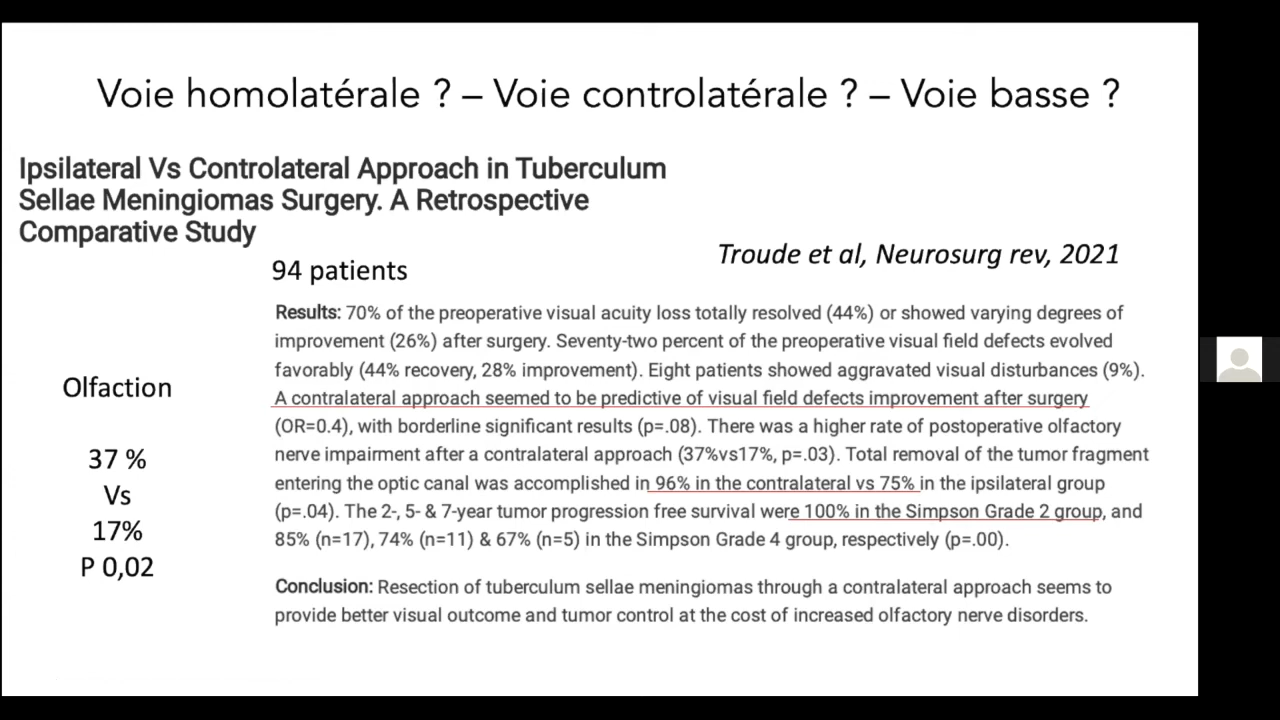 Voie homolatérale ? – Voie controlatérale ? – Voie basse ?
Ipsilateral Vs Controlateral Approach in Tuberculum
Sellae Meningiomas Surgery. A Retrospective
Comparative Study
Troude et al, Neurosurg rev, 2021
94 patients
Results: 70% of the preoperative visual acuity loss totally resolved (44%) or showed varying degrees of
improvement (26%) after surgery. Seventy-two percent of the preoperative visual field defects evolved
favorably (44% recovery, 28% improvement). Eight patients showed aggravated visual disturbances (9%).
A contralateral approach seemed to be predictive of visual field defects improvement after surgery
(OR=0.4), with borderline significant results (p=.08). There was a higher rate of postoperative olfactory
nerve impairment after a contralateral approach (37%vs17%, p=.03). Total removal of the tumor fragment
entering the optic canal was accomplished in 96% in the contralateral vs 75% in the ipsilateral group
(p=.04). The 2-, 5- & 7-year tumor progression free survival were 100% in the Simpson Grade 2 group, and
85% (n=17), 74% (n=11) & 67% (n=5) in the Simpson Grade 4 group, respectively (p=.00).
Conclusion: Resection of tuberculum sellae meningiomas through a contralateral approach seems to
provide better visual outcome and tumor control at the cost of increased olfactory nerve disorders.
Olfaction
37 %
Vs
17%
P 0,02